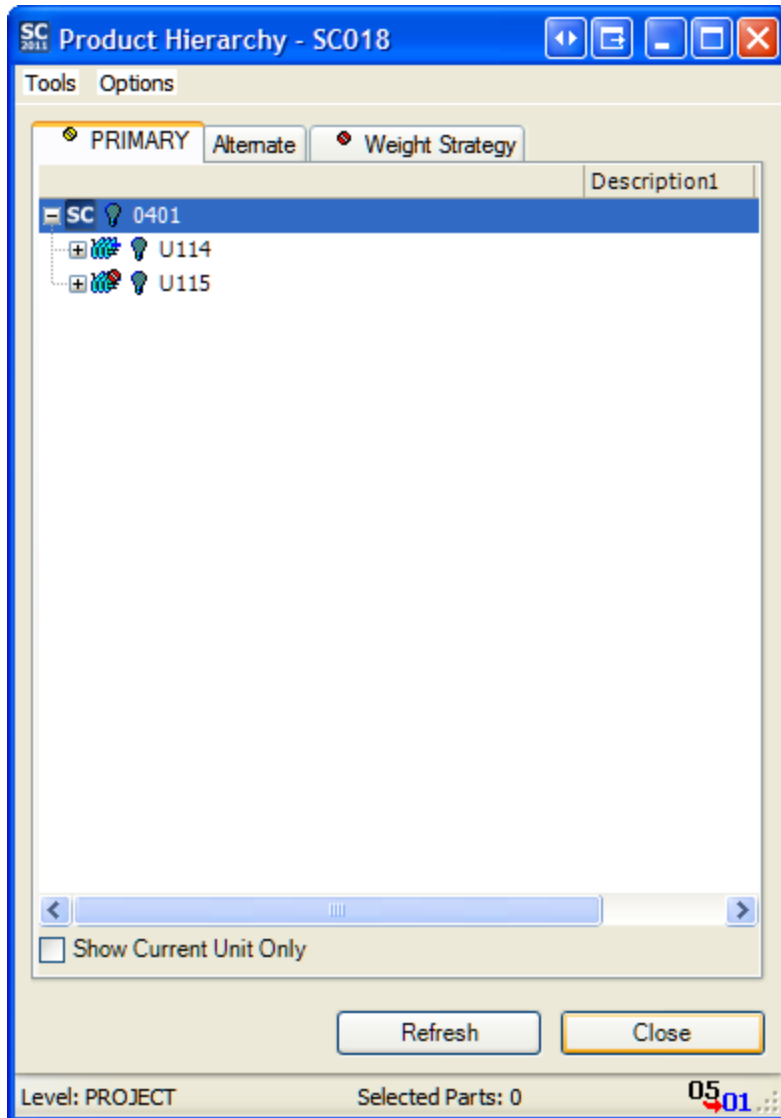 SC 2011 Product Hierarchy - SC018
Tools Options
PRIMARY Alternate Weight Strategy
Description1
SC 0401
U114
U115
Show Current Unit Only
Refresh Close
Level: PROJECT Selected Parts: 0 05 01